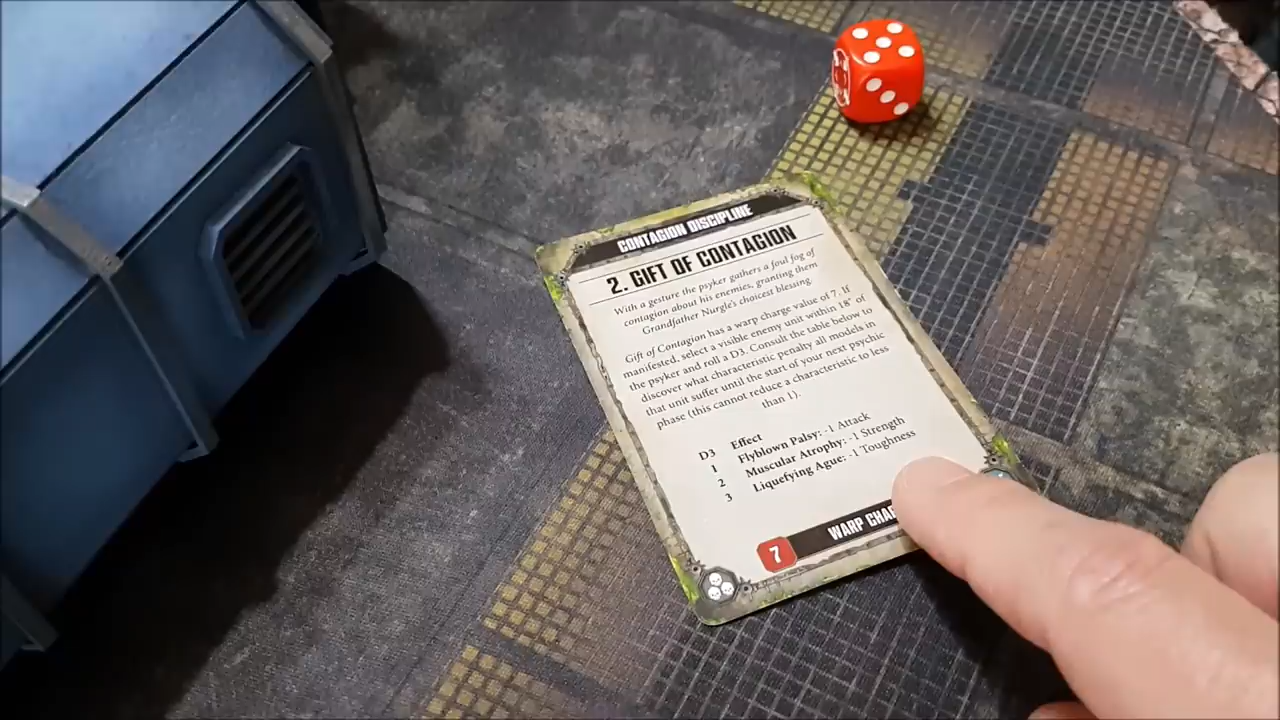 CONTAGION DISCIPLINE
2. GIFT OF CONTAGION
With a gesture the psyker gathers a foul fog of
contagion about his enemies, granting them
Grandfather Nurgle's choicest blessing.
Gift of Contagion has a warp charge value of 7. If
manifested, select a visible enemy unit within 18" of
the psyker and roll a D3. Consult the table below to
discover what characteristic penalty all models in
that unit suffer until the start of your next psychic
phase (this cannot reduce a characteristic to less
than 1).
D3 Effect
1 Flyblown Palsy: -1 Attack
2 Muscular Atrophy: -1 Strength
3 Liquefying Ague: -1 Toughness
7 WARP